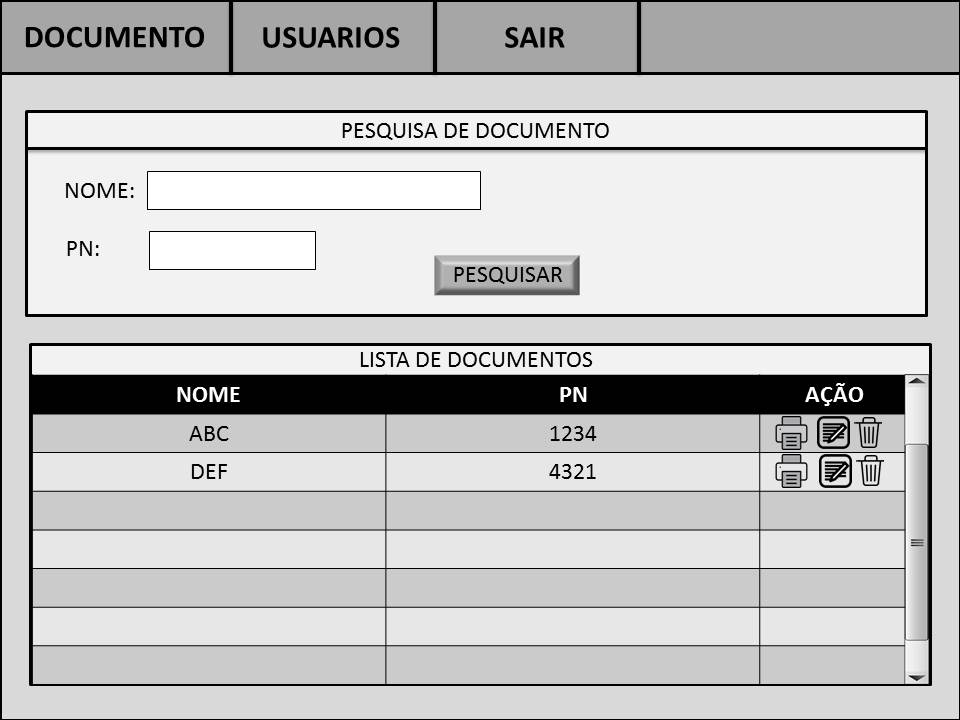 DOCUMENTO USUARIOS SAIR
PESQUISA DE DOCUMENTO
NOME:
PN:
PESQUISAR
LISTA DE DOCUMENTOS
NOME PN AÇÃO
ABC 1234
DEF 4321